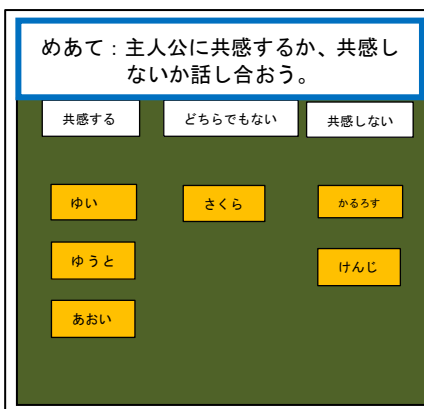 めあて：主人公に共感するか、共感し
ないか話し合おう。
共感する
どちらでもない
共感しない
ゆい
さくら
かるろす
ゆうと
けんじ
あおい